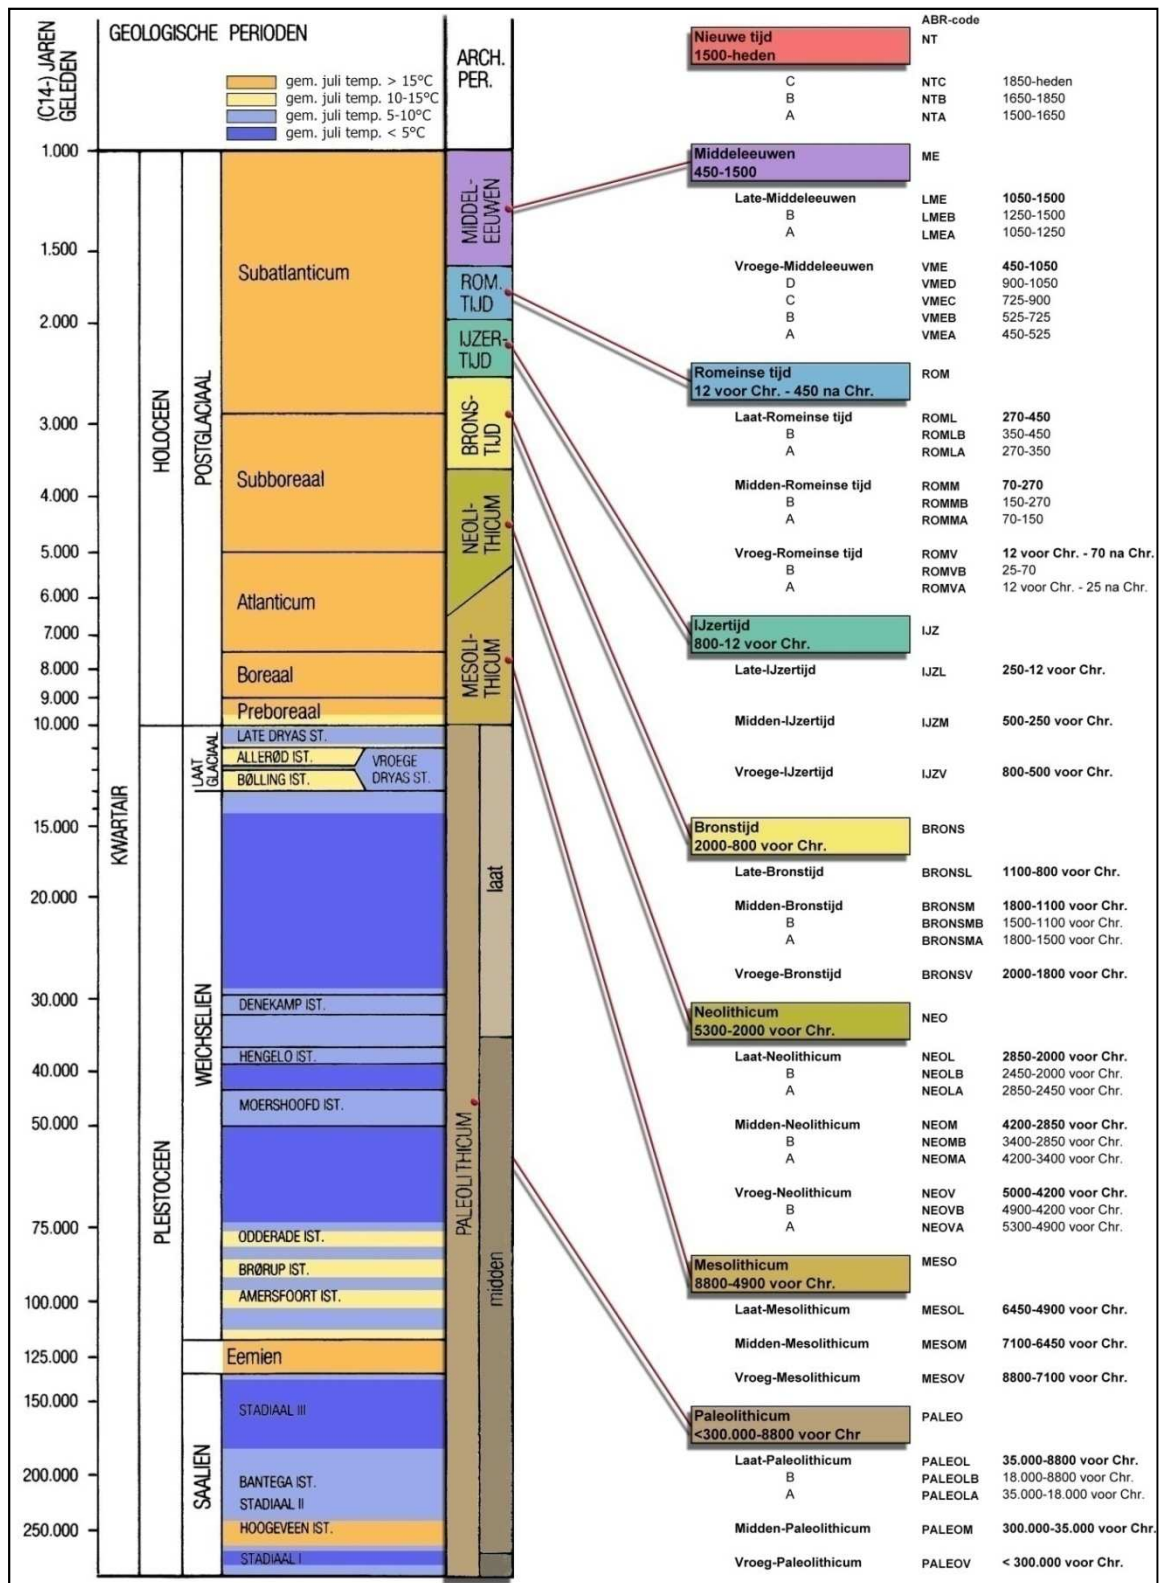 (C14-) JAREN
GELEDEN
GEOLOGISCHE PERIODEN
gem. juli temp. > 15°C
gem. juli temp. 10-15°C
gem. juli temp. 5-10°C
gem. juli temp. < 5°C
ARCH.
PER.
1.000
1.500
2.000
3.000
4.000
5.000
6.000
7.000
8.000
9.000
10.000
15.000
20.000
30.000
40.000
50.000
75.000
100.000
125.000
150.000
200.000
250.000
KWARTAIR
HOLOCEEN
PLEISTOCEEN
POSTGLACIAAL
LAAT
GLACIAAL
WEICHSELIEN
SAALIEN
Subatlanticum
Subboreaal
Atlanticum
Boreaal
Preboreaal
LATE DRYAS ST.
ALLERØD IST.
VROEGE
DRYAS ST.
BØLLING IST.
DENEKAMP IST.
HENGELO IST.
MOERSHOOFD IST.
ODDERADE IST.
BRØRUP IST.
AMERSFOORT IST.
Eemien
STADIAAL III
BANTEGA IST.
STADIAAL II
HOOGEVEEN IST.
STADIAAL I
MIDDEL-
EEUWEN
ROM.
TIJD
IJZER-
TIJD
BRONS-
TIJD
NEOLI-
THICUM
MESOLI-
THICUM
PALEOLITHICUM
laat
midden
ABR-code
Nieuwe tijd NT
1500-heden
C NTC 1850-heden
B NTB 1650-1850
A NTA 1500-1650
Middeleeuwen ME
450-1500
Late-Middeleeuwen LME 1050-1500
B LMEB 1250-1500
A LMEA 1050-1250
Vroege-Middeleeuwen VME 450-1050
D VMED 900-1050
C VMEC 725-900
B VMEB 525-725
A VMEA 450-525
Romeinse tijd ROM
12 voor Chr. - 450 na Chr.
Laat-Romeinse tijd ROML 270-450
B ROMLB 350-450
A ROMLA 270-350
Midden-Romeinse tijd ROMM 70-270
B ROMMB 150-270
A ROMMA 70-150
Vroeg-Romeinse tijd ROMV 12 voor Chr. - 70 na Chr.
B ROMVB 25-70
A ROMVA 12 voor Chr. - 25 na Chr.
IJzertijd IJZ
800-12 voor Chr.
Late-IJzertijd IJZL 250-12 voor Chr.
Midden-IJzertijd IJZM 500-250 voor Chr.
Vroege-IJzertijd IJZV 800-500 voor Chr.
Bronstijd BRONS
2000-800 voor Chr.
Late-Bronstijd BRONSL 1100-800 voor Chr.
Midden-Bronstijd BRONSM 1800-1100 voor Chr.
B BRONSMB 1500-1100 voor Chr.
A BRONSMA 1800-1500 voor Chr.
Vroege-Bronstijd BRONSV 2000-1800 voor Chr.
Neolithicum NEO
5300-2000 voor Chr.
Laat-Neolithicum NEOL 2850-2000 voor Chr.
B NEOLB 2450-2000 voor Chr.
A NEOLA 2850-2450 voor Chr.
Midden-Neolithicum NEOM 4200-2850 voor Chr.
B NEOMB 3400-2850 voor Chr.
A NEOMA 4200-3400 voor Chr.
Vroeg-Neolithicum NEOV 5000-4200 voor Chr.
B NEOVB 4900-4200 voor Chr.
A NEOVA 5300-4900 voor Chr.
Mesolithicum MESO
8800-4900 voor Chr.
Laat-Mesolithicum MESOL 6450-4900 voor Chr.
Midden-Mesolithicum MESOM 7100-6450 voor Chr.
Vroeg-Mesolithicum MESOV 8800-7100 voor Chr.
Paleolithicum PALEO
<300.000-8800 voor Chr
Laat-Paleolithicum PALEOL 35.000-8800 voor Chr.
B PALEOLB 18.000-8800 voor Chr.
A PALEOLA 35.000-18.000 voor Chr.
Midden-Paleolithicum PALEOM 300.000-35.000 voor Chr.
Vroeg-Paleolithicum PALEOV < 300.000 voor Chr.